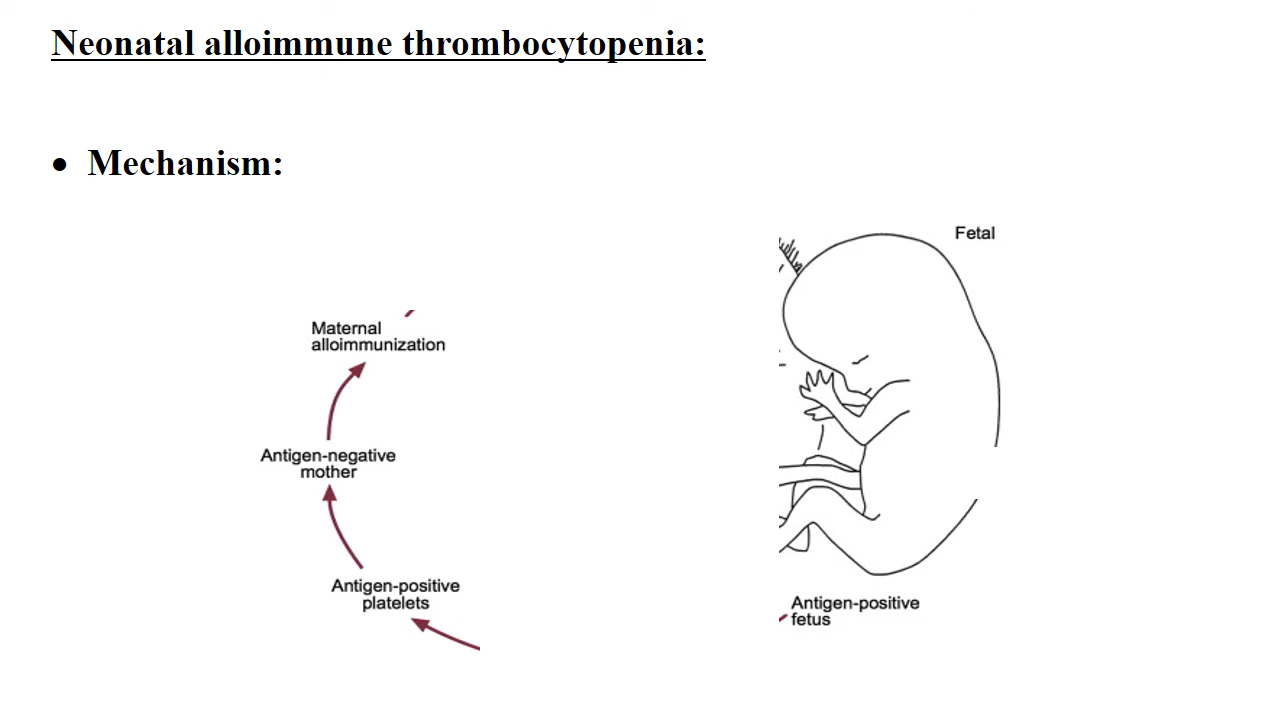 Neonatal alloimmune thrombocytopenia:
• Mechanism:
Fetal
Maternal
alloimmunization
Antigen-negative
mother
Antigen-positive
platelets
Antigen-positive
fetus